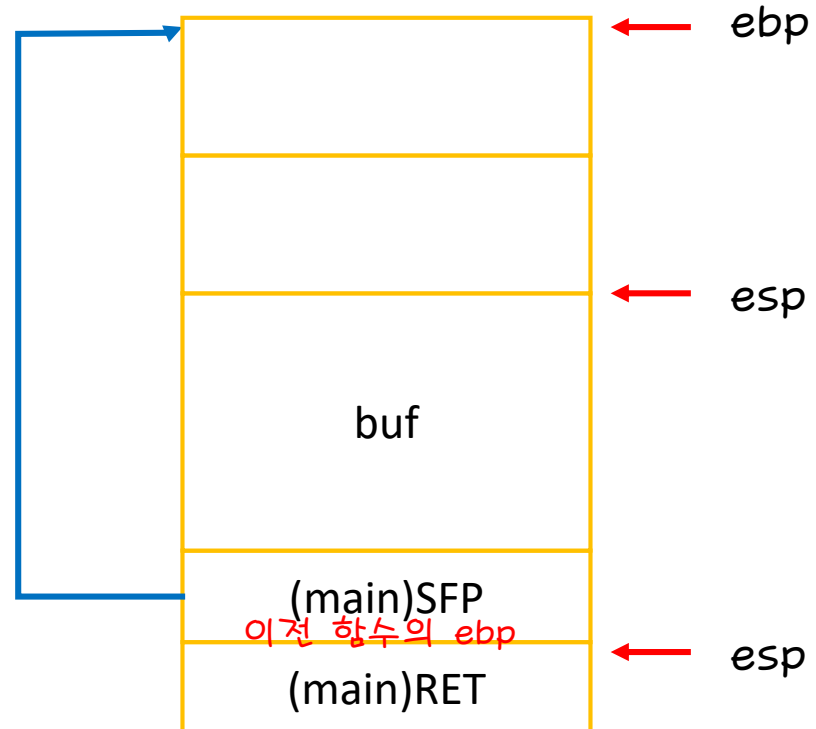 ebp
esp
buf
(main)SFP
이전 함수의 ebp
esp
(main)RET